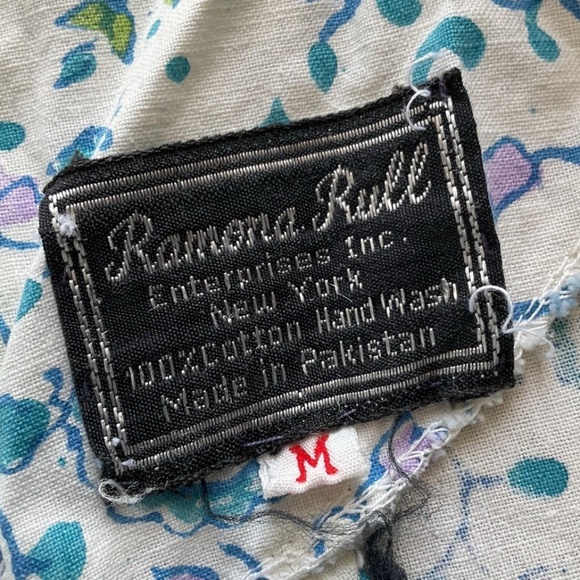 Ramona Rull
Enterprises Inc.
New York
100% Cotton Hand Wash
Made in Pakistan
M